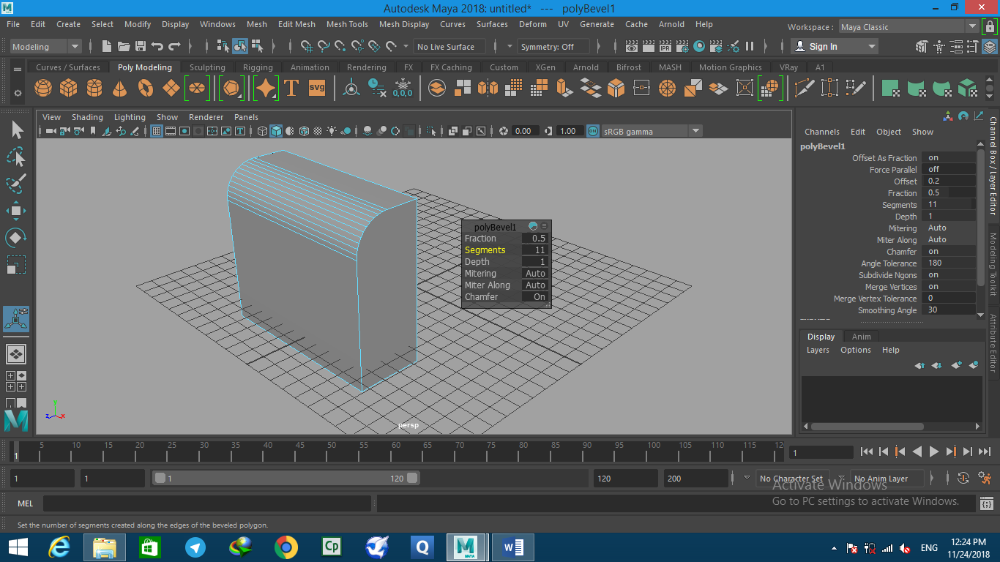 Autodesk Maya 2018: untitled* --- polyBevel1
File Edit Create Select Modify Display Windows Mesh Edit Mesh Mesh Tools Mesh Display Curves Surfaces Deform UV Generate Cache Arnold Help Workspace : Maya Classic
Modeling No Live Surface Symmetry: Off IPR Sign In
Curves / Surfaces Poly Modeling Sculpting Rigging Animation Rendering FX FX Caching Custom XGen Arnold Bifrost MASH Motion Graphics VRay A1
T SVG 0,0,0
View Shading Lighting Show Renderer Panels
0.00 1.00 ON sRGB gamma
Channels Edit Object Show
polyBevel1
Offset As Fraction on
Force Parallel off
Offset 0.2
Fraction 0.5
Segments 11
Depth 1
Mitering Auto
Miter Along Auto
Chamfer on
Angle Tolerance 180
Subdivide Ngons on
Merge Vertices on
Merge Vertex Tolerance 0
Smoothing Angle 30
Channel Box / Layer Editor
Modeling Toolkit
Attribute Editor
polyBevel1
Fraction 0.5
Segments 11
Depth 1
Mitering Auto
Miter Along Auto
Chamfer On
Display Anim
Layers Options Help
z x
persp
M
1 5 10 15 20 25 30 35 40 45 50 55 60 65 70 75 80 85 90 95 100 105 110 115 12
1
1 1 1 120 120 200 No Character Set No Anim Layer
Activate Windows
Go to PC settings to activate Windows.
MEL
Set the number of segments created along the edges of the beveled polygon.
Cp Q M MAYA W ENG
12:24 PM
11/24/2018